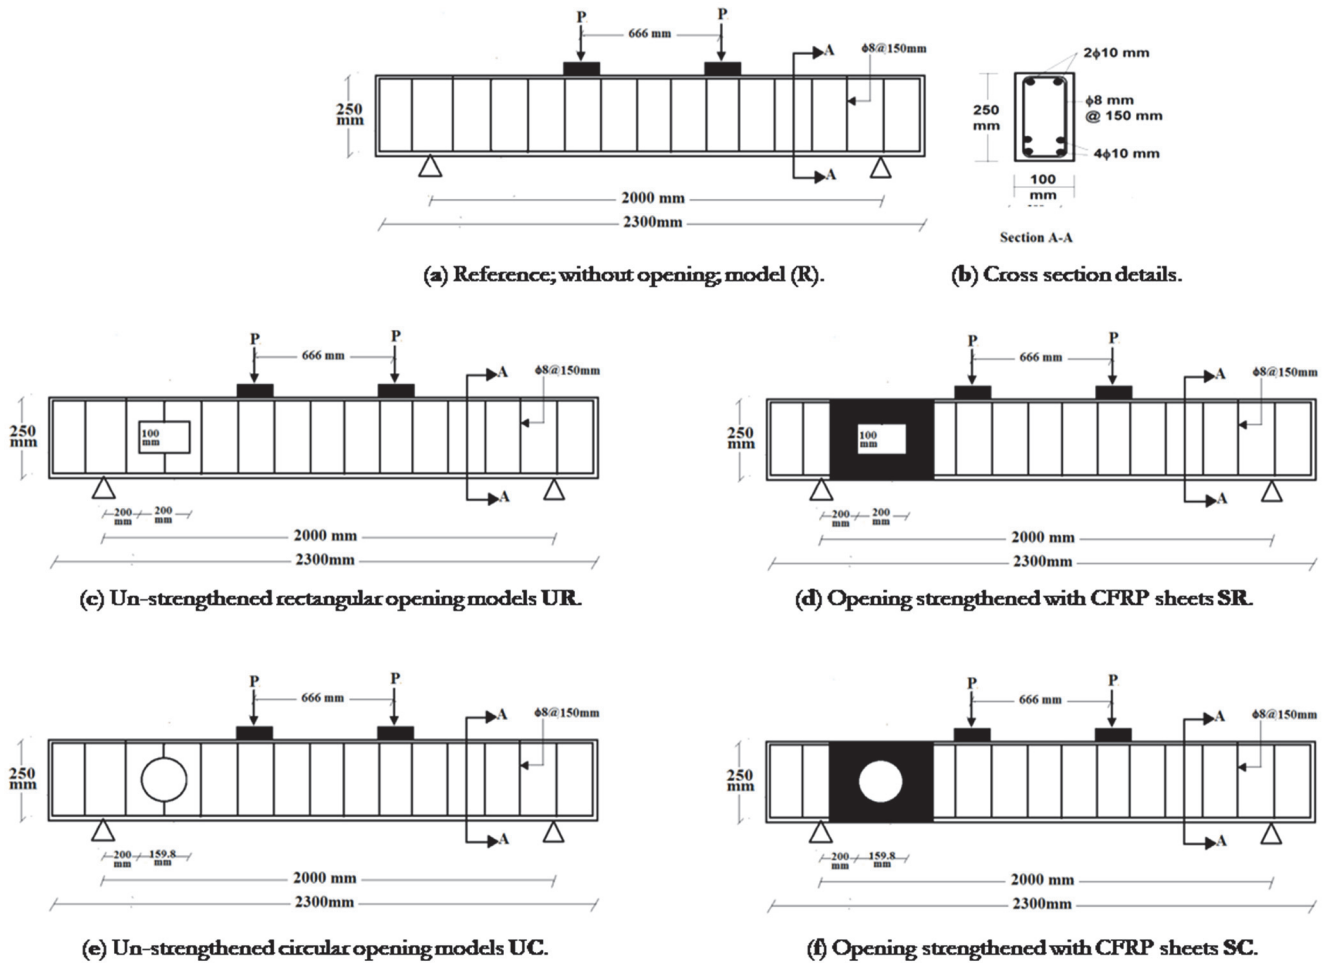 P P
666 mm
A
ϕ8@150mm
250
mm
A
2000 mm
2300mm
(a) Reference; without opening; model (R).
2ϕ10 mm
250
mm
ϕ8 mm
@ 150 mm
4ϕ10 mm
100
mm
Section A-A
(b) Cross section details.
P P
666 mm
A
ϕ8@150mm
250
mm
100
mm
A
200
mm
200
mm
2000 mm
2300mm
(c) Un-strengthened rectangular opening models UR.
P P
666 mm
A
ϕ8@150mm
250
mm
100
mm
A
200
mm
200
mm
2000 mm
2300mm
(d) Opening strengthened with CFRP sheets SR.
P P
666 mm
A
ϕ8@150mm
250
mm
A
200
mm
159.8
mm
2000 mm
2300mm
(e) Un-strengthened circular opening models UC.
P P
666 mm
A
ϕ8@150mm
250
mm
A
200
mm
159.8
mm
2000 mm
2300mm
(f) Opening strengthened with CFRP sheets SC.